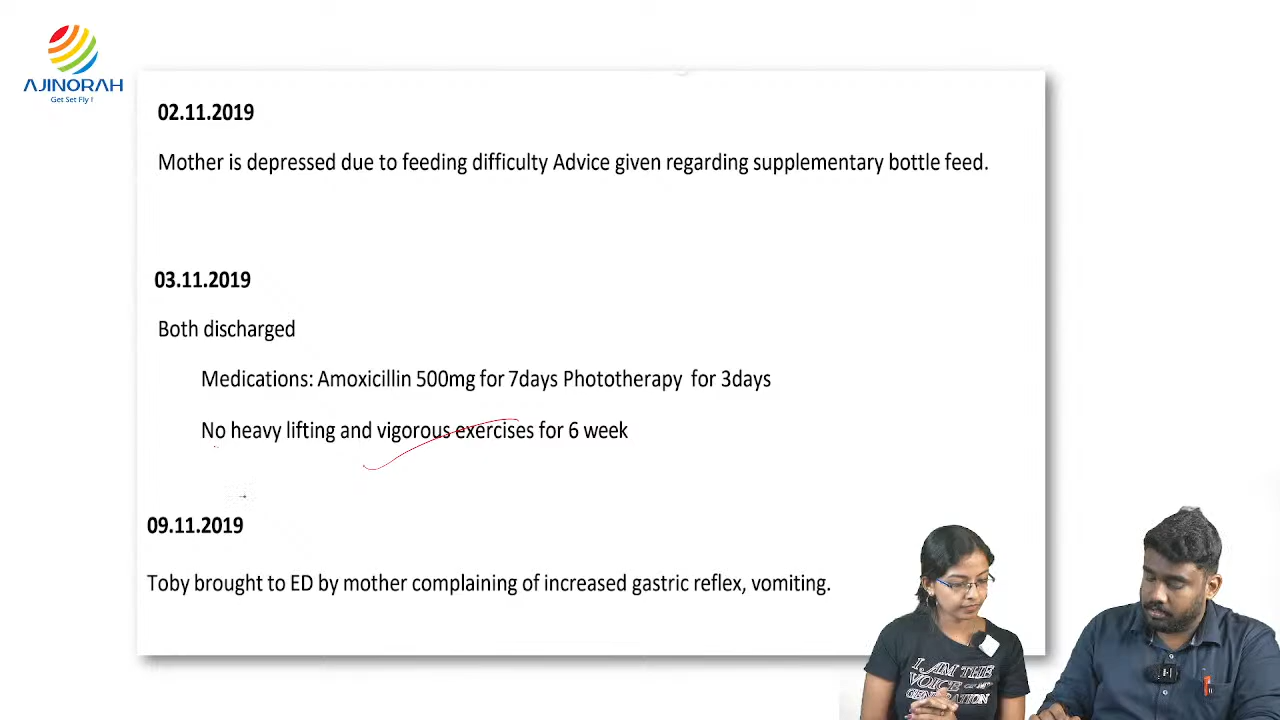 AJINORAH
Get Set Fly !
02.11.2019
Mother is depressed due to feeding difficulty Advice given regarding supplementary bottle feed.
03.11.2019
Both discharged
Medications: Amoxicillin 500mg for 7days Phototherapy for 3days
No heavy lifting and vigorous exercises for 6 week
09.11.2019
Toby brought to ED by mother complaining of increased gastric reflex, vomiting.
I AM THE
VOICE OF MY
GENERATION